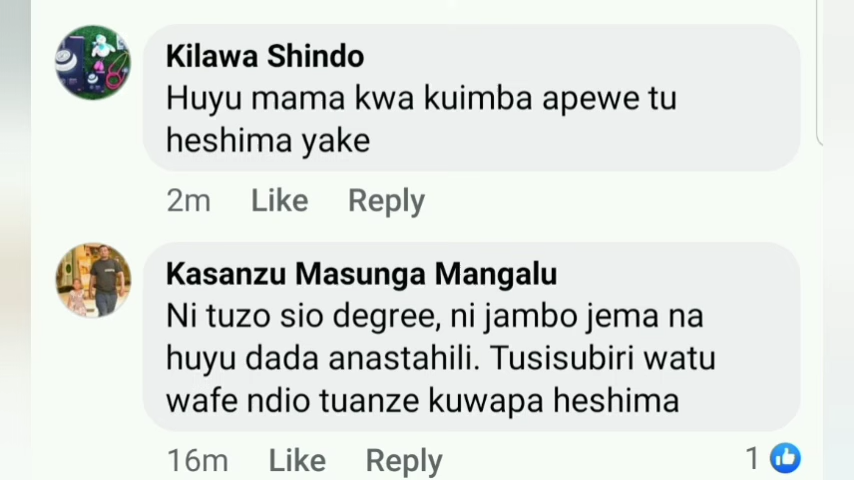 Kilawa Shindo
Huyu mama kwa kuimba apewe tu
heshima yake
2m Like Reply
Kasanzu Masunga Mangalu
Ni tuzo sio degree, ni jambo jema na
huyu dada anastahili. Tusisubiri watu
wafe ndio tuanze kuwapa heshima
16m Like Reply 1